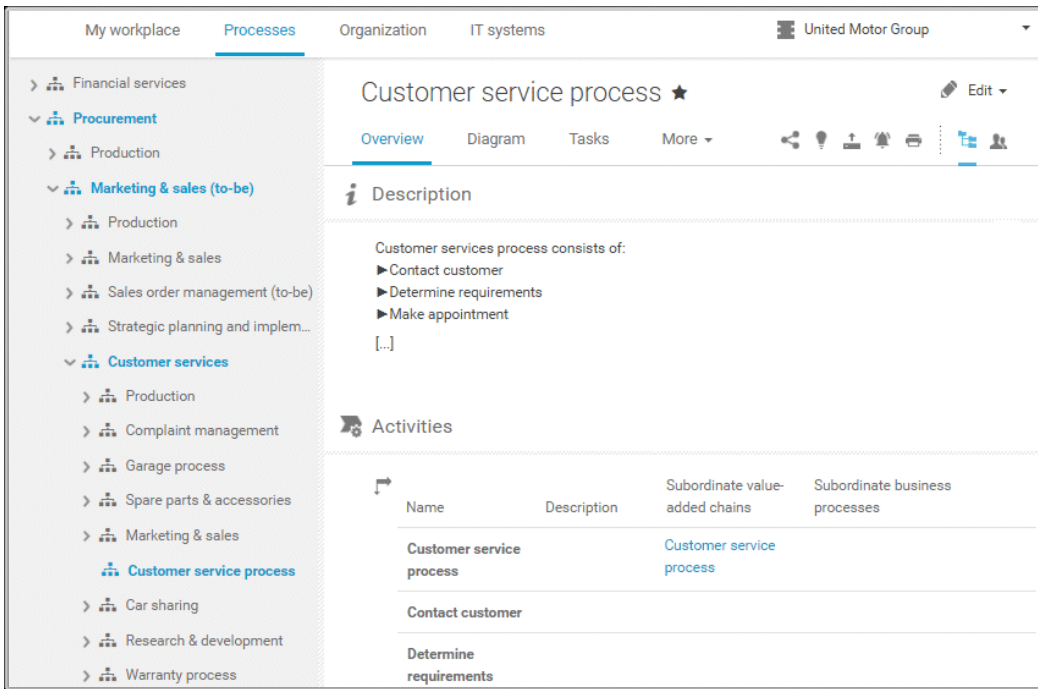 My workplace
Processes
Organization
IT systems
United Motor Group
Financial services
Procurement
Production
Marketing & sales (to-be)
Production
Marketing & sales
Sales order management (to-be)
Strategic planning and implem...
Customer services
Production
Complaint management
Garage process
Spare parts & accessories
Marketing & sales
Customer service process
Car sharing
Research & development
Warranty process
Customer service process ★
Edit
Overview
Diagram
Tasks
More
Description
Customer services process consists of:
►Contact customer
►Determine requirements
►Make appointment
[...]
Activities
Name
Description
Subordinate value-
added chains
Subordinate business
processes
Customer service
process
Customer service
process
Contact customer
Determine
requirements